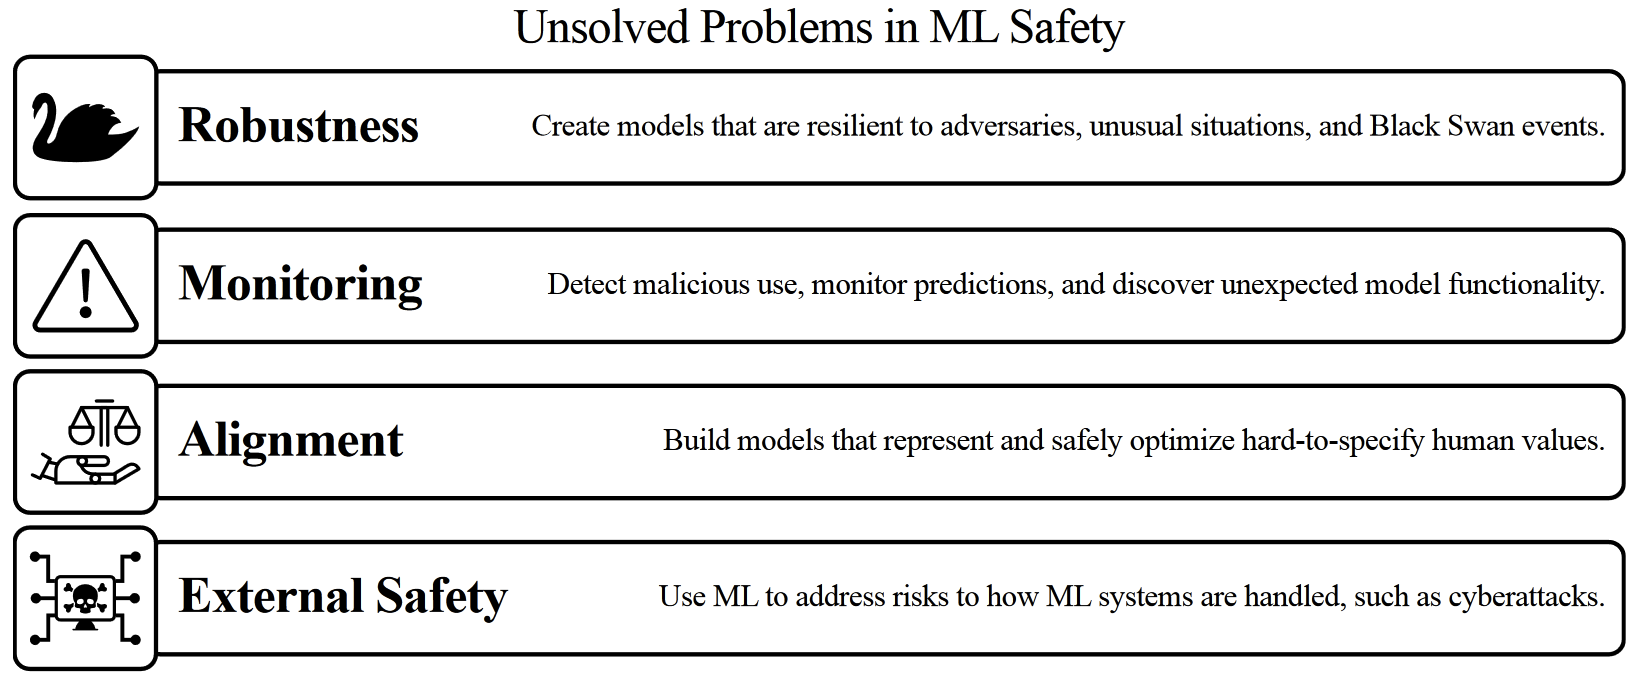 Unsolved Problems in ML Safety
Robustness
Create models that are resilient to adversaries, unusual situations, and Black Swan events.
Monitoring
Detect malicious use, monitor predictions, and discover unexpected model functionality.
Alignment
Build models that represent and safely optimize hard-to-specify human values.
External Safety
Use ML to address risks to how ML systems are handled, such as cyberattacks.